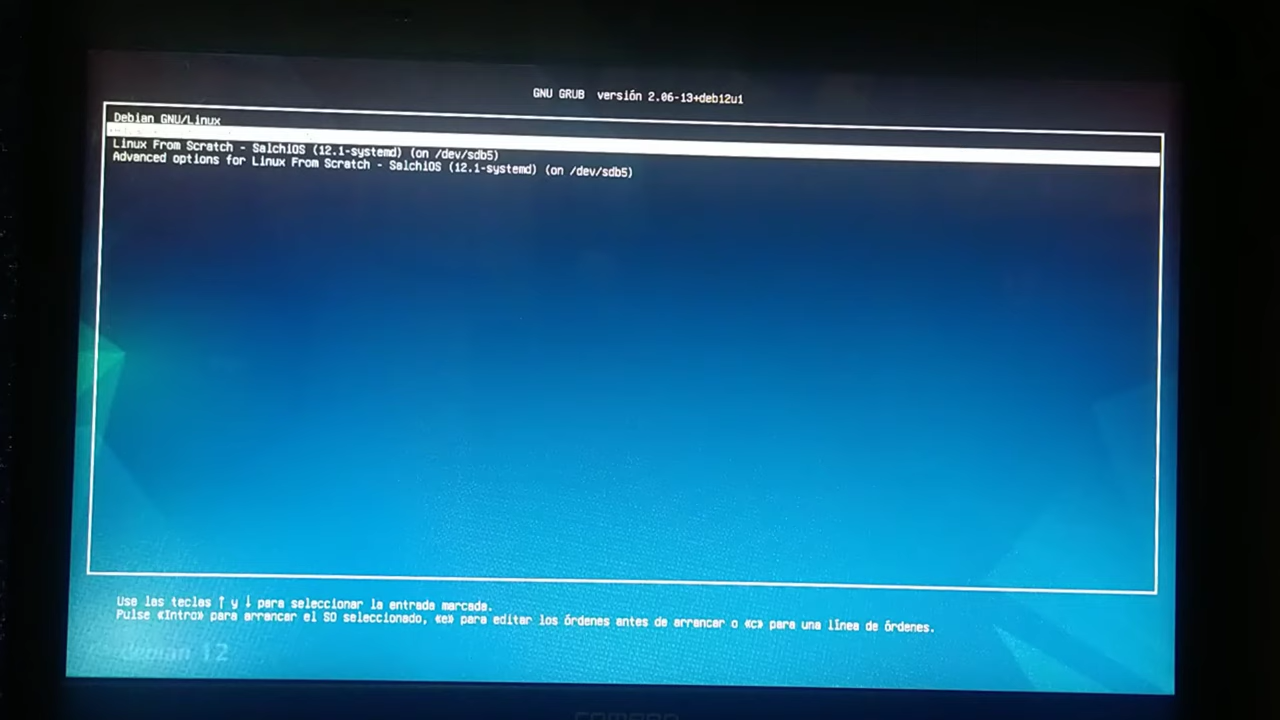 GNU GRUB versión 2.06-13+deb12u1
Debian GNU/Linux
Linux From Scratch - SalchiOS (12.1-systemd) (on /dev/sdb5)
Advanced options for Linux From Scratch - SalchiOS (12.1-systemd) (on /dev/sdb5)
Use las teclas ↑ y ↓ para seleccionar la entrada marcada.
Pulse «Intro» para arrancar el SO seleccionado, «e» para editar las órdenes antes de arrancar o «c» para una línea de órdenes.
debian 12